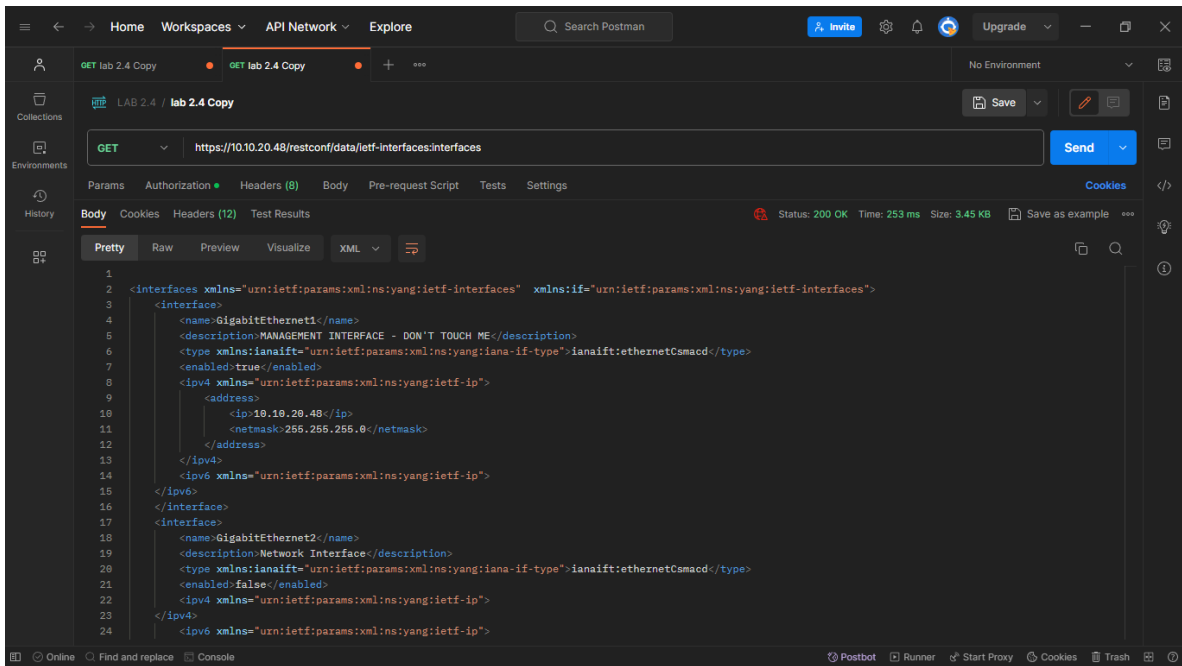 Home Workspaces API Network Explore Search Postman Invite Upgrade
GET lab 2.4 Copy GET lab 2.4 Copy No Environment
HTTP LAB 2.4 / lab 2.4 Copy Save
Collections
Environments
History
GET https://10.10.20.48/restconf/data/ietf-interfaces:interfaces Send
Params Authorization Headers (8) Body Pre-request Script Tests Settings Cookies
Body Cookies Headers (12) Test Results Status: 200 OK Time: 253 ms Size: 3.45 KB Save as example
Pretty Raw Preview Visualize XML
1
2 <interfaces xmlns="urn:ietf:params:xml:ns:yang:ietf-interfaces" xmlns:if="urn:ietf:params:xml:ns:yang:ietf-interfaces">
3 <interface>
4 <name>GigabitEthernet1</name>
5 <description>MANAGEMENT INTERFACE - DON'T TOUCH ME</description>
6 <type xmlns:ianaift="urn:ietf:params:xml:ns:yang:iana-if-type">ianaift:ethernetCsmacd</type>
7 <enabled>true</enabled>
8 <ipv4 xmlns="urn:ietf:params:xml:ns:yang:ietf-ip">
9 <address>
10 <ip>10.10.20.48</ip>
11 <netmask>255.255.255.0</netmask>
12 </address>
13 </ipv4>
14 <ipv6 xmlns="urn:ietf:params:xml:ns:yang:ietf-ip">
15 </ipv6>
16 </interface>
17 <interface>
18 <name>GigabitEthernet2</name>
19 <description>Network Interface</description>
20 <type xmlns:ianaift="urn:ietf:params:xml:ns:yang:iana-if-type">ianaift:ethernetCsmacd</type>
21 <enabled>false</enabled>
22 <ipv4 xmlns="urn:ietf:params:xml:ns:yang:ietf-ip">
23 </ipv4>
24 <ipv6 xmlns="urn:ietf:params:xml:ns:yang:ietf-ip">
Online Find and replace Console Postbot Runner Start Proxy Cookies Trash